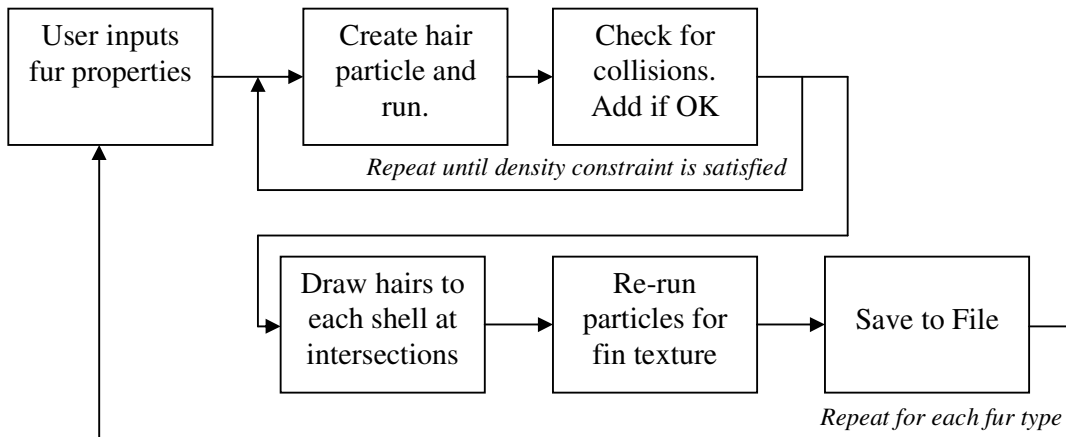 User inputs
fur properties
Create hair
particle and
run.
Check for
collisions.
Add if OK
Repeat until density constraint is satisfied
Draw hairs to
each shell at
intersections
Re-run
particles for
fin texture
Save to File
Repeat for each fur type